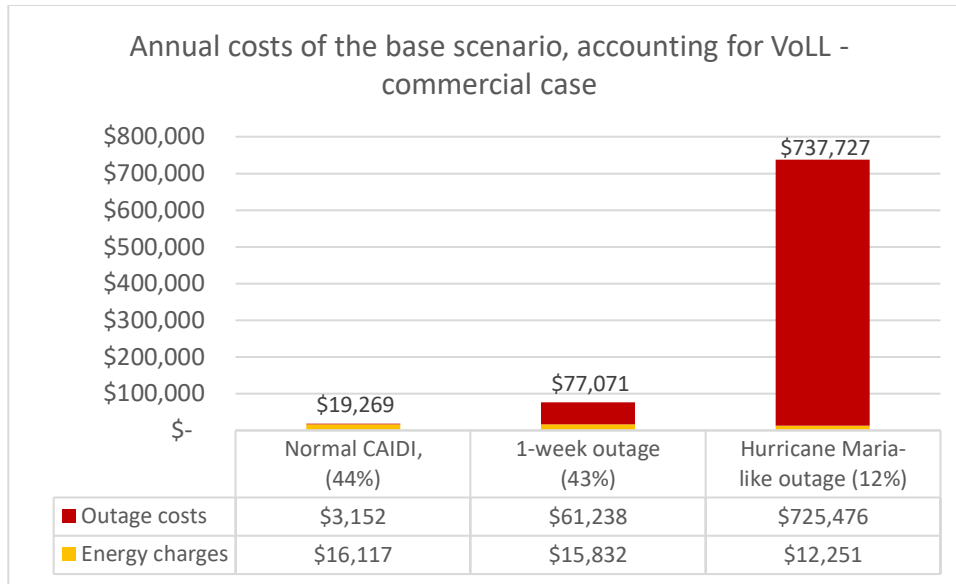 Annual costs of the base scenario, accounting for VoLL -
commercial case
$800,000
$700,000
$600,000
$500,000
$400,000
$300,000
$200,000
$100,000
$-
$19,269
$77,071
$737,727
Normal CAIDI,
(44%)
1-week outage
(43%)
Hurricane Maria-
like outage (12%)
Outage costs $3,152 $61,238 $725,476
Energy charges $16,117 $15,832 $12,251